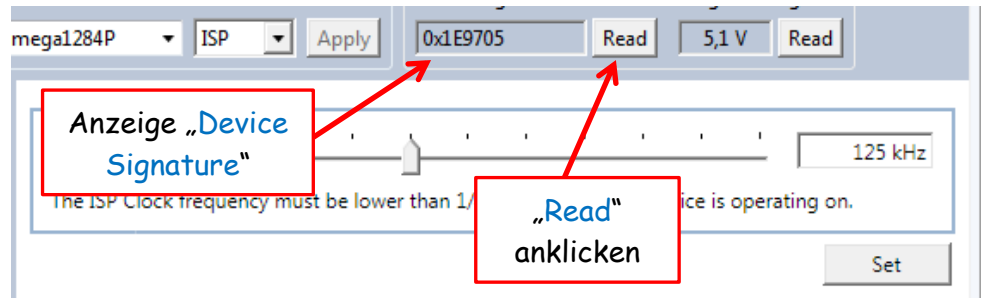 mega1284P ISP Apply 0x1E9705 Read 5,1 V Read
Anzeige „Device
Signature“
125 kHz
The ISP Clock frequency must be lower than 1/ ice is operating on.
„Read“
anklicken
Set